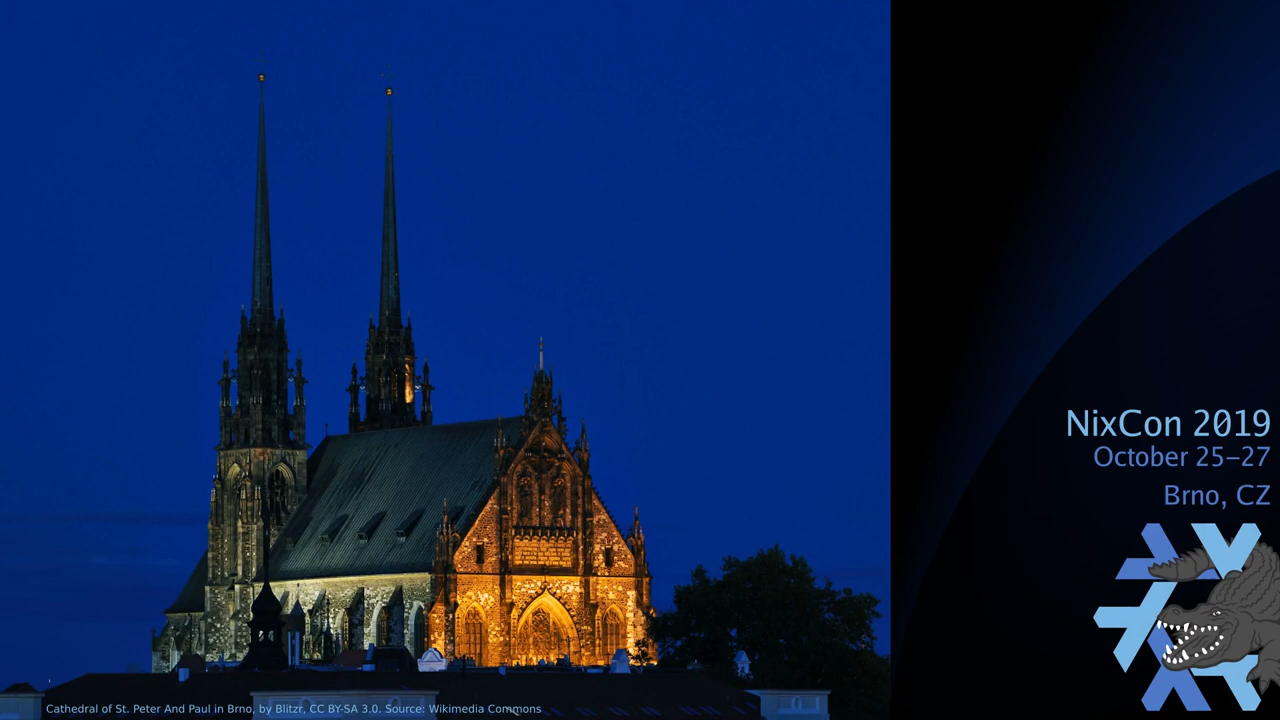 NixCon 2019
October 25–27
Brno, CZ
Cathedral of St. Peter And Paul in Brno, by Blitzr, CC BY-SA 3.0. Source: Wikimedia Commons